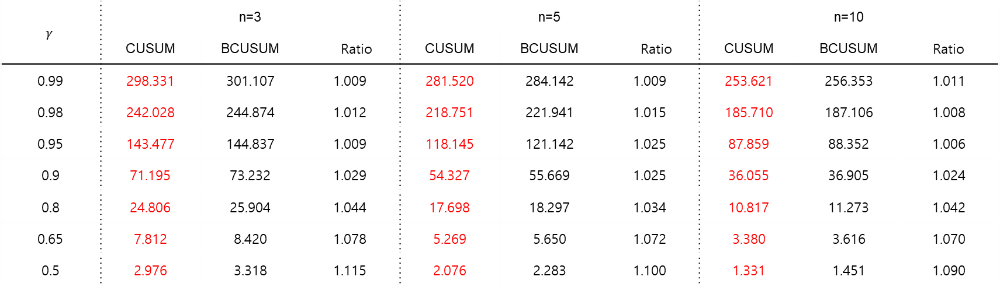 n=3 n=5 n=10
γ
CUSUM BCUSUM Ratio CUSUM BCUSUM Ratio CUSUM BCUSUM Ratio
0.99 298.331 301.107 1.009 281.520 284.142 1.009 253.621 256.353 1.011
0.98 242.028 244.874 1.012 218.751 221.941 1.015 185.710 187.106 1.008
0.95 143.477 144.837 1.009 118.145 121.142 1.025 87.859 88.352 1.006
0.9 71.195 73.232 1.029 54.327 55.669 1.025 36.055 36.905 1.024
0.8 24.806 25.904 1.044 17.698 18.297 1.034 10.817 11.273 1.042
0.65 7.812 8.420 1.078 5.269 5.650 1.072 3.380 3.616 1.070
0.5 2.976 3.318 1.115 2.076 2.283 1.100 1.331 1.451 1.090